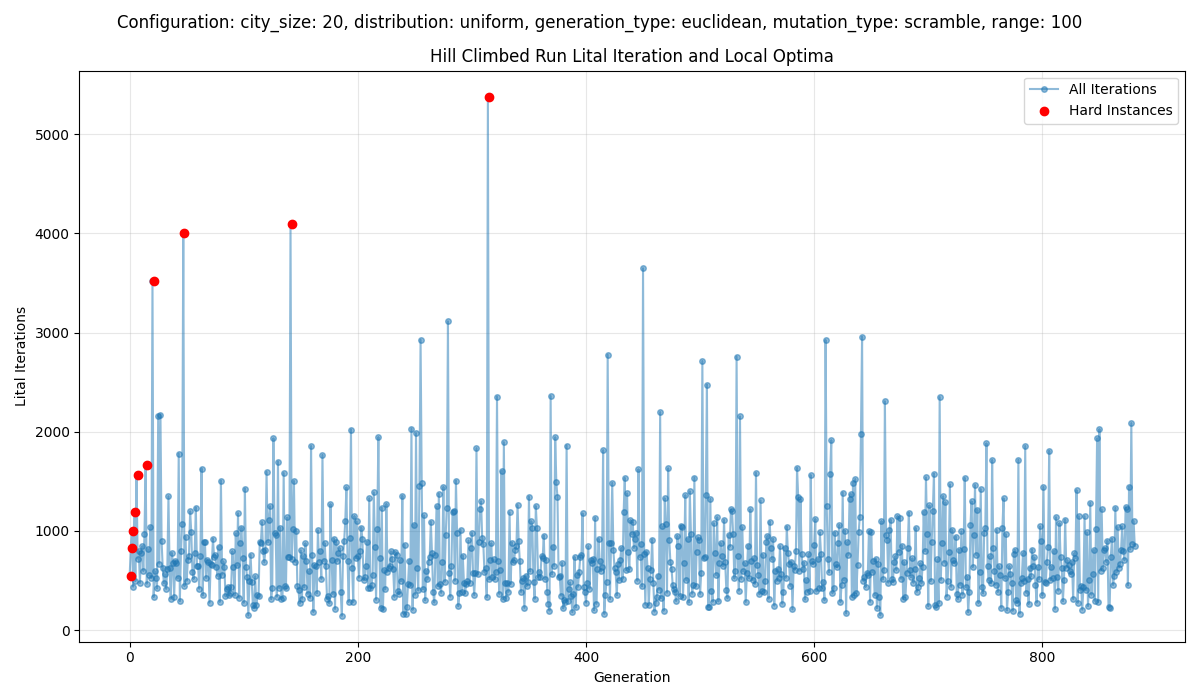 Configuration: city_size: 20, distribution: uniform, generation_type: euclidean, mutation_type: scramble, range: 100
Hill Climbed Run Lital Iteration and Local Optima
All Iterations
Hard Instances
5000
4000
3000
2000
1000
0
Lital Iterations
0 200 400 600 800
Generation